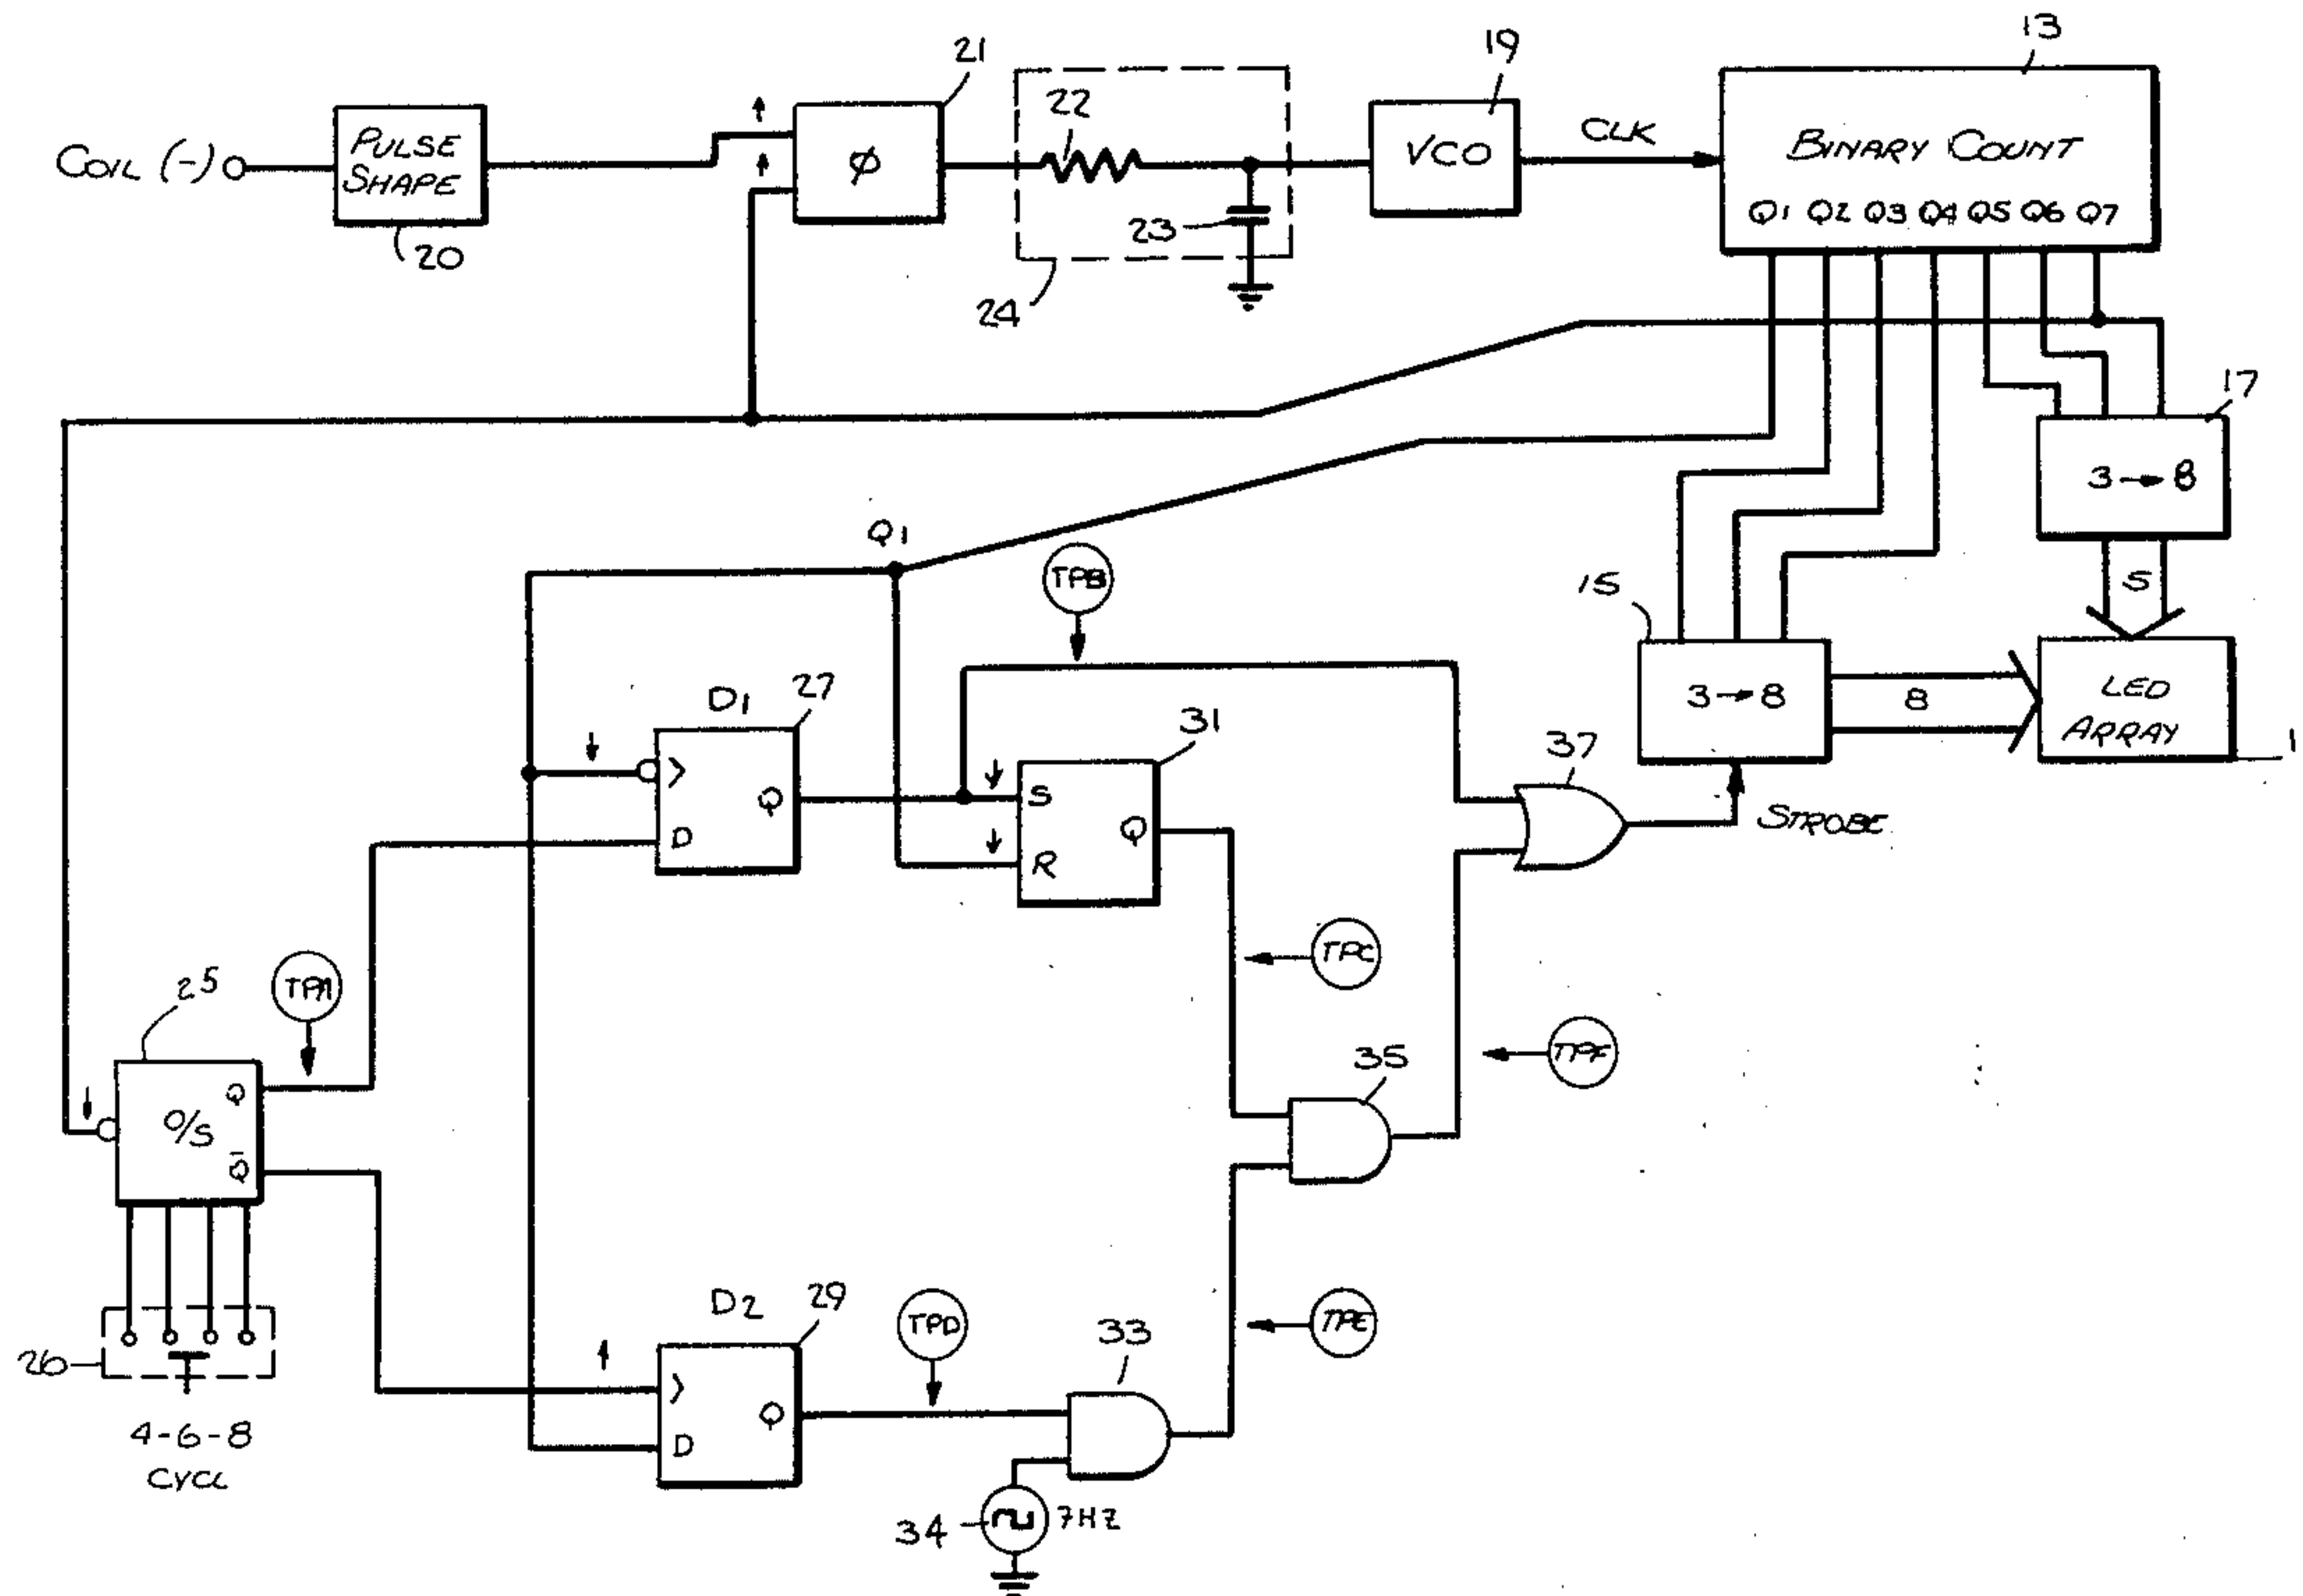 COIL (-)
PULSE
SHAPE
20
21
Φ
22
23
24
19
VCO
CLK
13
BINARY COUNT
Q1 Q2 Q3 Q4 Q5 Q6 Q7
17
3→8
5
15
3→8
8
LED
ARRAY
1
STROBE
Q1
TPB
D1
27
>
D
Q
31
S
R
Q
37
TPC
TPA
25
O/S
Q
Q̄
26
4-6-8
CYCL
35
TPF
D2
29
>
D
Q
TPD
33
TPE
34
7HZ